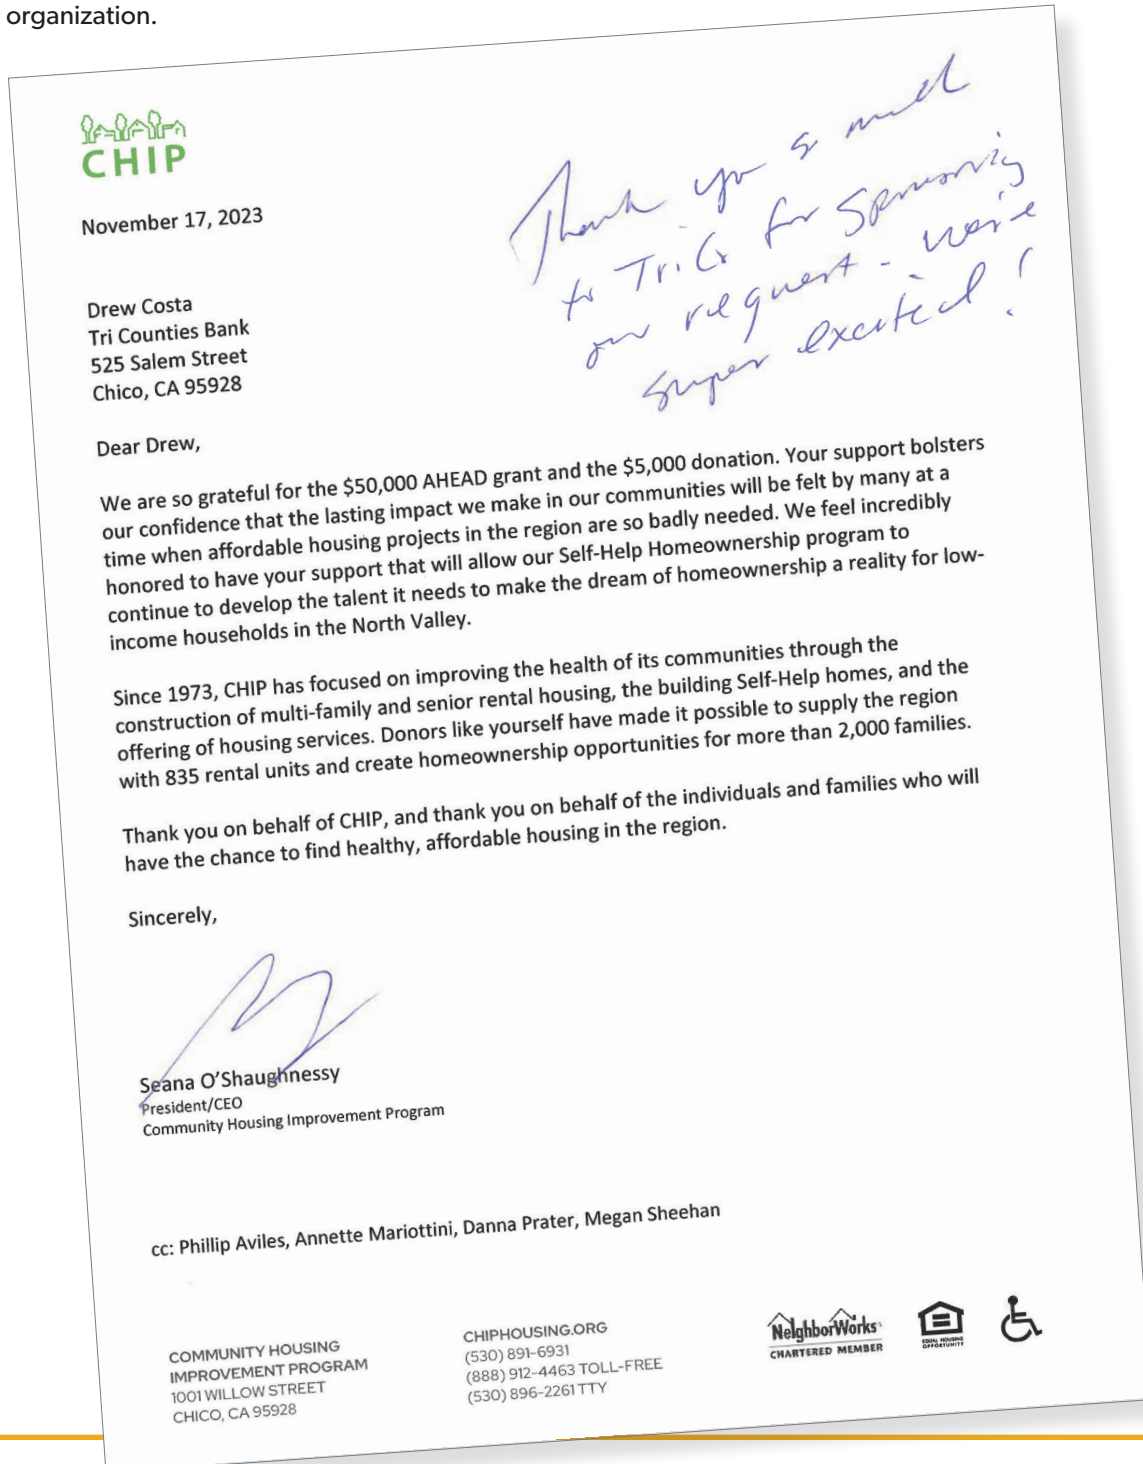 organization.
CHIP
November 17, 2023
Thank you so much
to TriCo for sponsoring
our request - we're
super excited!
Drew Costa
Tri Counties Bank
525 Salem Street
Chico, CA 95928
Dear Drew,
We are so grateful for the $50,000 AHEAD grant and the $5,000 donation. Your support bolsters
our confidence that the lasting impact we make in our communities will be felt by many at a
time when affordable housing projects in the region are so badly needed. We feel incredibly
honored to have your support that will allow our Self-Help Homeownership program to
continue to develop the talent it needs to make the dream of homeownership a reality for low-
income households in the North Valley.
Since 1973, CHIP has focused on improving the health of its communities through the
construction of multi-family and senior rental housing, the building Self-Help homes, and the
offering of housing services. Donors like yourself have made it possible to supply the region
with 835 rental units and create homeownership opportunities for more than 2,000 families.
Thank you on behalf of CHIP, and thank you on behalf of the individuals and families who will
have the chance to find healthy, affordable housing in the region.
Sincerely,
Seana O'Shaughnessy
President/CEO
Community Housing Improvement Program
cc: Phillip Aviles, Annette Mariottini, Danna Prater, Megan Sheehan
COMMUNITY HOUSING
IMPROVEMENT PROGRAM
1001 WILLOW STREET
CHICO, CA 95928
CHIPHOUSING.ORG
(530) 891-6931
(888) 912-4463 TOLL-FREE
(530) 896-2261 TTY
NeighborWorks
CHARTERED MEMBER
EQUAL HOUSING
OPPORTUNITY